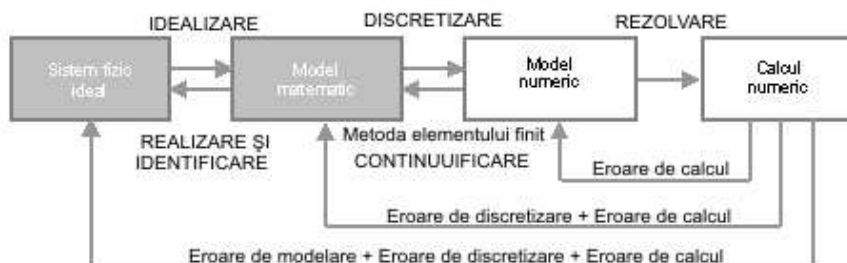 IDEALIZARE
DISCRETIZARE
REZOLVARE
Sistem fizic
ideal
Model
matematic
Model
numeric
Calcul
numeric
REALIZARE ŞI
IDENTIFICARE
Metoda elementului finit
CONTINUUIFICARE
Eroare de calcul
Eroare de discretizare + Eroare de calcul
Eroare de modelare + Eroare de discretizare + Eroare de calcul